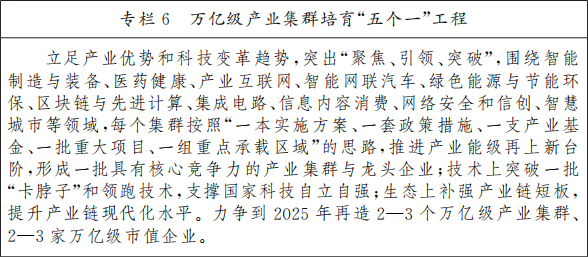 专栏 6 万亿级产业集群培育“五个一”工程
立足产业优势和科技变革趋势,突出“聚焦、引领、突破”,围绕智能
制造与装备、医药健康、产业互联网、智能网联汽车、绿色能源与节能环
保、区块链与先进计算、集成电路、信息内容消费、网络安全和信创、智慧
城市等领域,每个集群按照“一本实施方案、一套政策措施、一支产业基
金、一批重大项目、一组重点承载区域”的思路,推进产业能级再上新台
阶,形成一批具有核心竞争力的产业集群与龙头企业;技术上突破一批
“卡脖子”和领跑技术,支撑国家科技自立自强;生态上补强产业链短板,
提升产业链现代化水平。力争到 2025 年再造 2—3 个万亿级产业集群、
2—3 家万亿级市值企业。